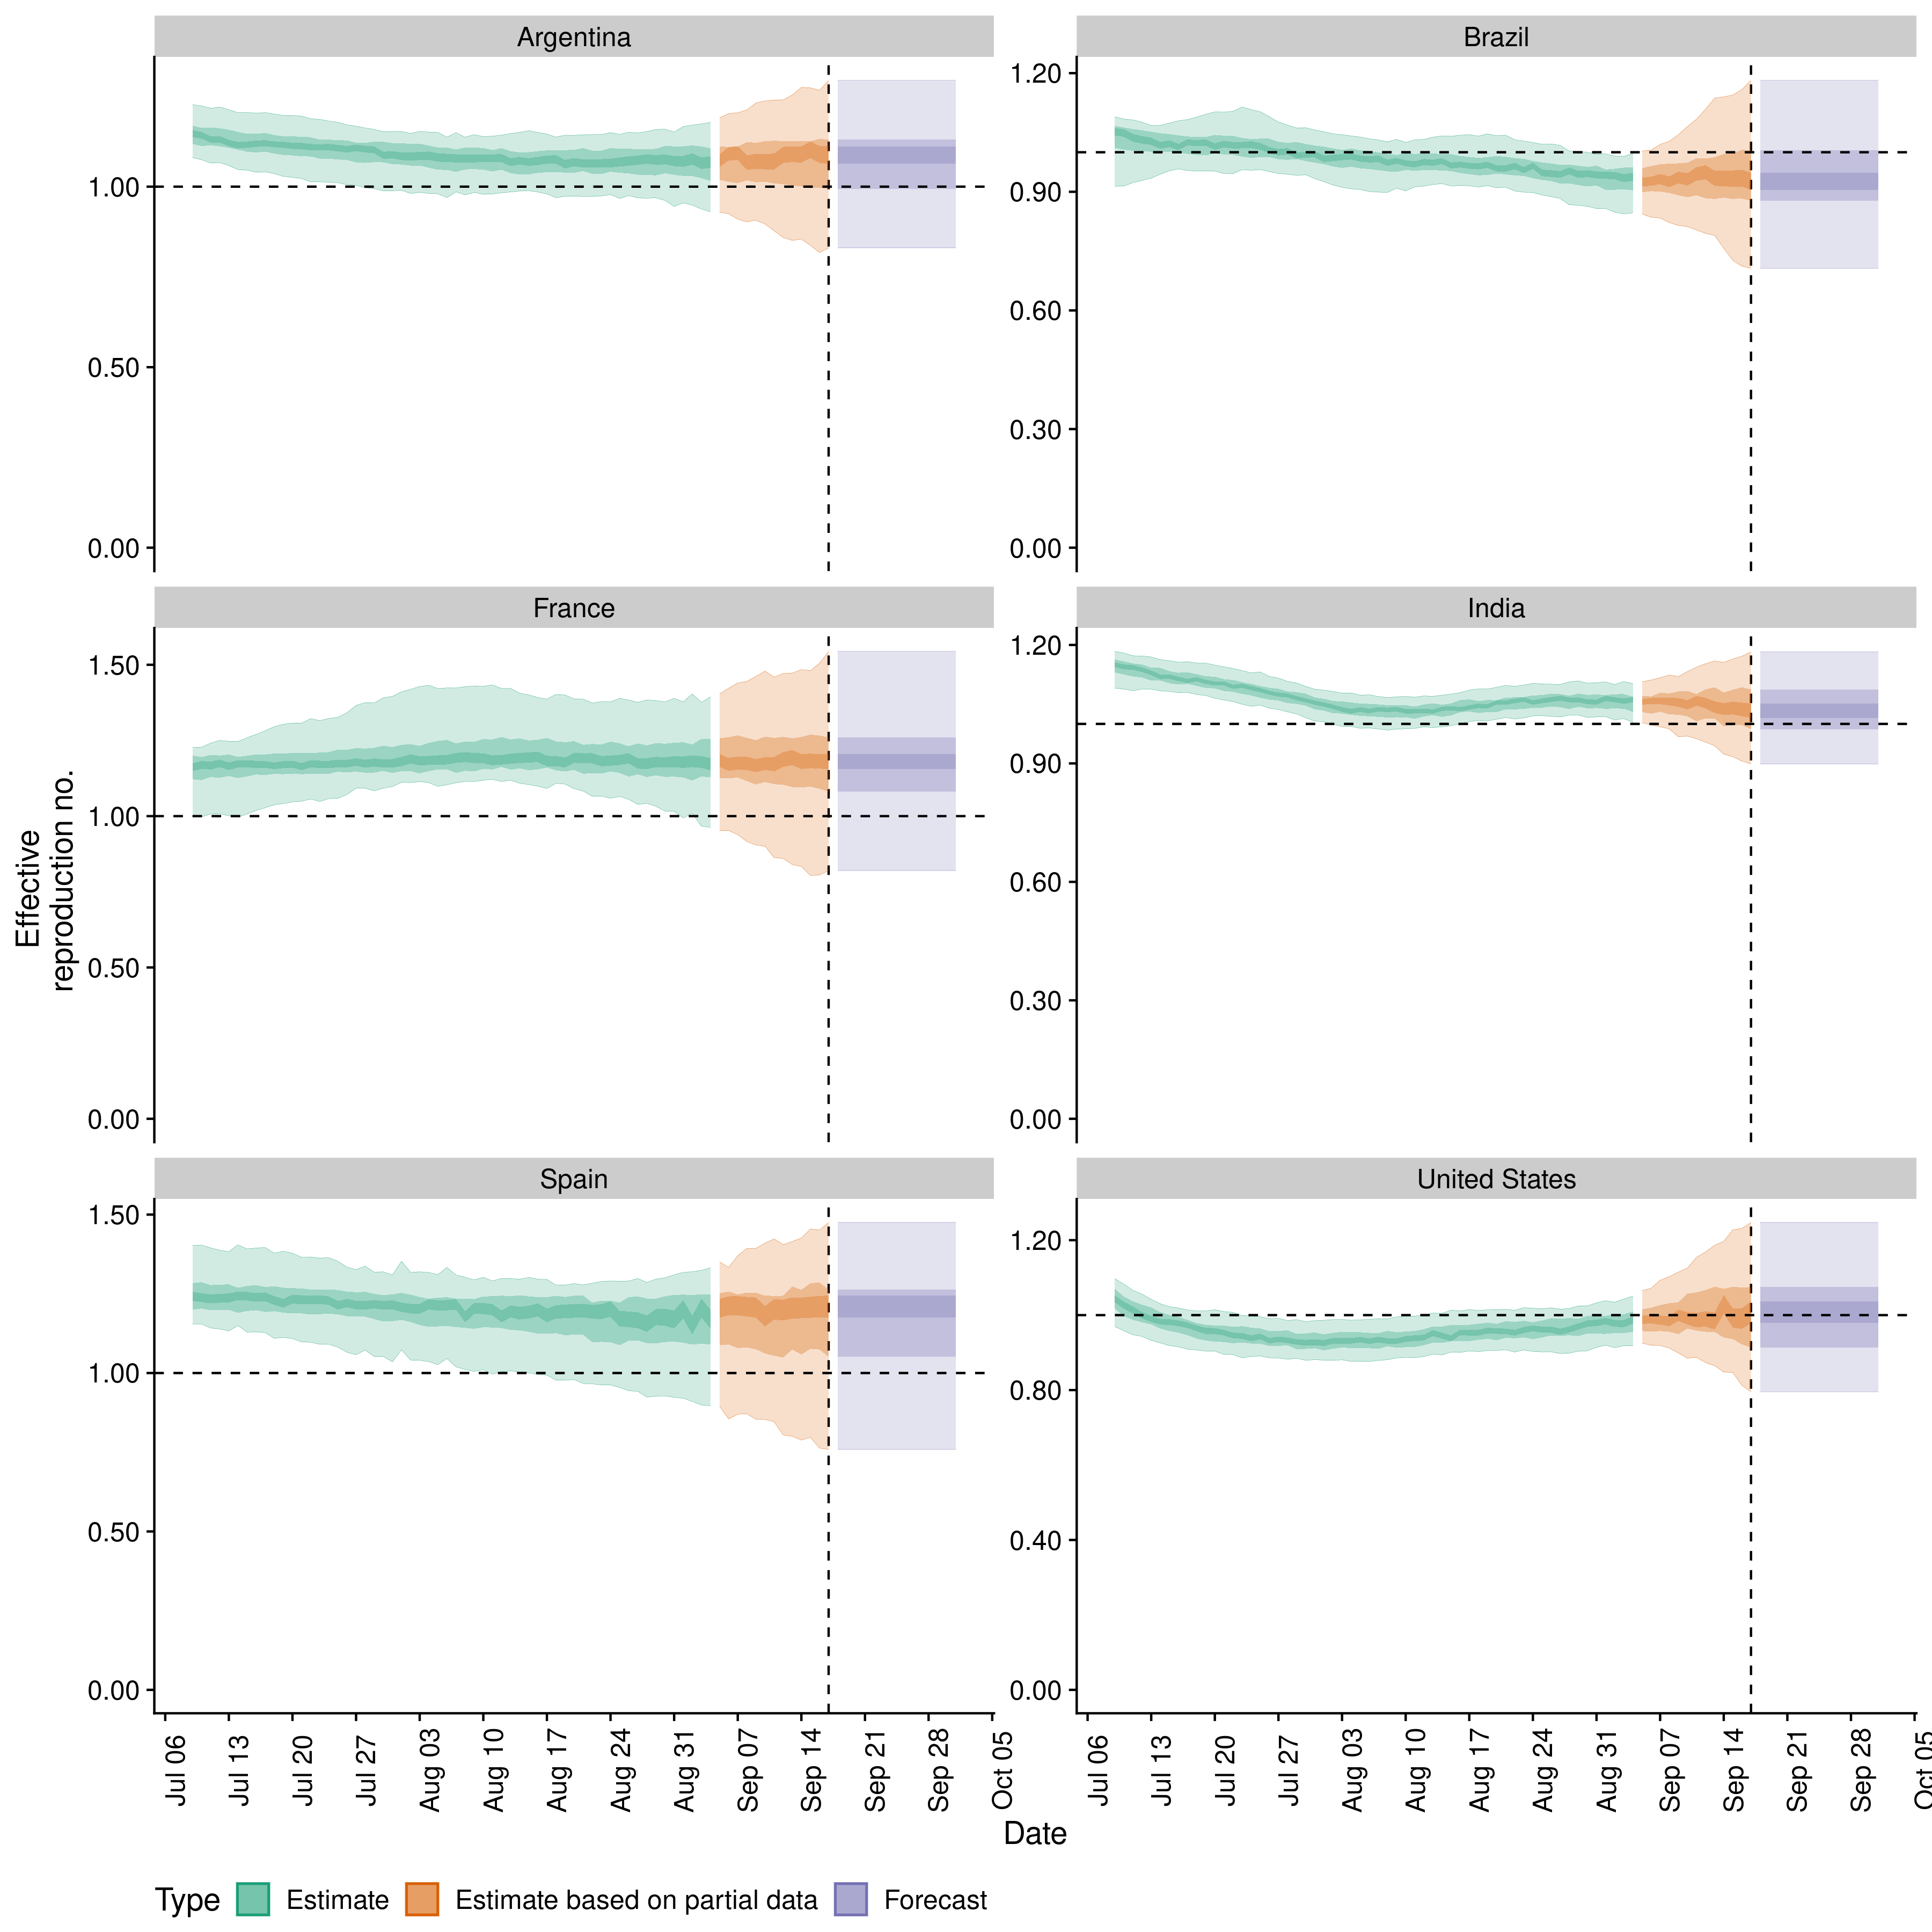 Argentina
Brazil
1.00
0.50
0.00
1.20
0.90
0.60
0.30
0.00
France
India
1.50
1.00
0.50
0.00
1.20
0.90
0.60
0.30
0.00
Spain
United States
1.50
1.00
0.50
0.00
1.20
0.80
0.40
0.00
Effective
reproduction no.
Jul 06
Jul 13
Jul 20
Jul 27
Aug 03
Aug 10
Aug 17
Aug 24
Aug 31
Sep 07
Sep 14
Sep 21
Sep 28
Oct 05
Jul 06
Jul 13
Jul 20
Jul 27
Aug 03
Aug 10
Aug 17
Aug 24
Aug 31
Sep 07
Sep 14
Sep 21
Sep 28
Oct 05
Date
Type Estimate Estimate based on partial data Forecast